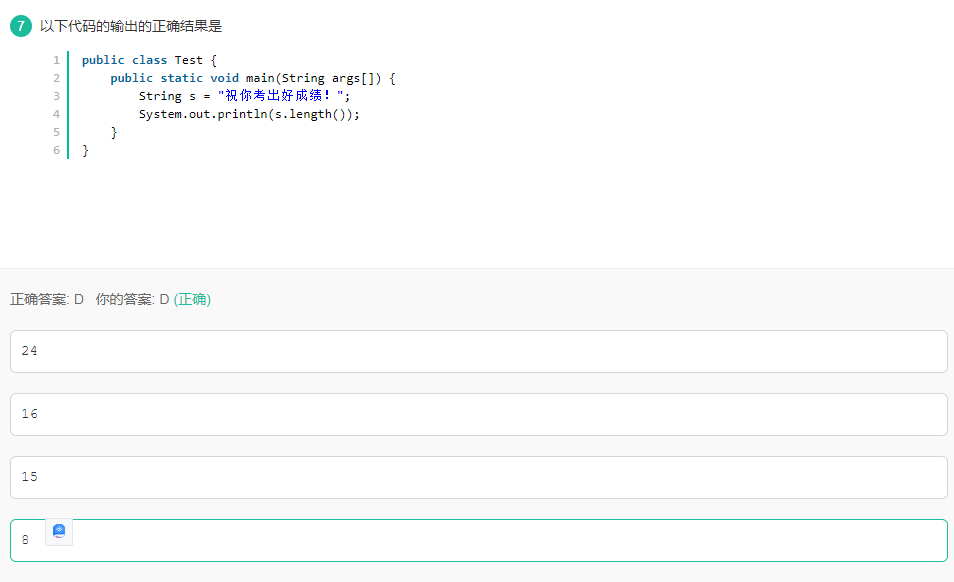 7 以下代码的输出的正确结果是
1 public class Test {
2 public static void main(String args[]) {
3 String s = "祝你考出好成绩！";
4 System.out.println(s.length());
5 }
6 }
正确答案: D 你的答案: D (正确)
24
16
15
8